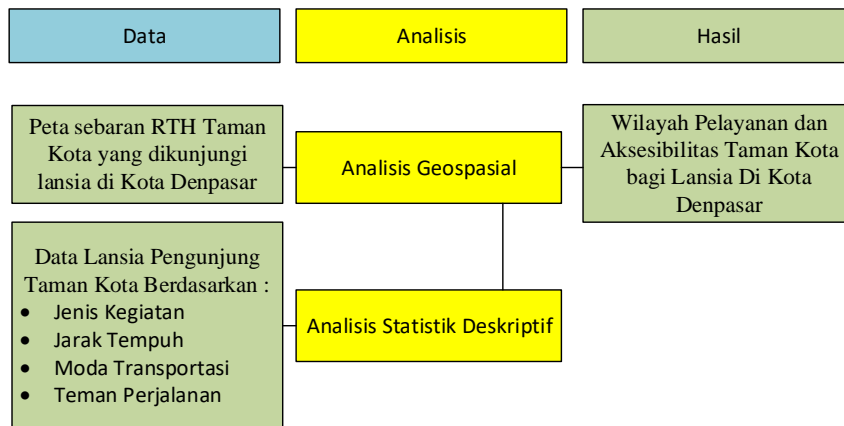 Data
Analisis
Hasil
Peta sebaran RTH Taman
Kota yang dikunjungi
lansia di Kota Denpasar
Analisis Geospasial
Wilayah Pelayanan dan
Aksesibilitas Taman Kota
bagi Lansia Di Kota
Denpasar
Data Lansia Pengunjung
Taman Kota Berdasarkan :
• Jenis Kegiatan
• Jarak Tempuh
• Moda Transportasi
• Teman Perjalanan
Analisis Statistik Deskriptif